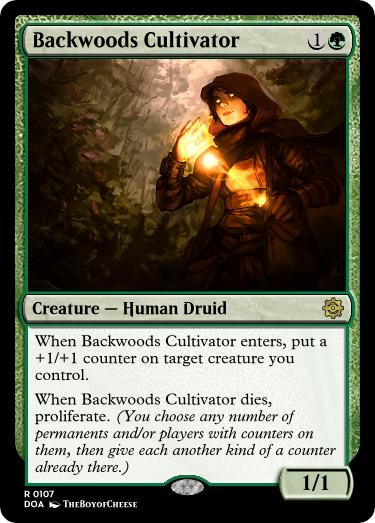 Backwoods Cultivator 1
Creature — Human Druid
When Backwoods Cultivator enters, put a
+1/+1 counter on target creature you
control.
When Backwoods Cultivator dies,
proliferate. (You choose any number of
permanents and/or players with counters on
them, then give each another kind of a counter
already there.)
1/1
R 0107
DOA TheBoyofCheese